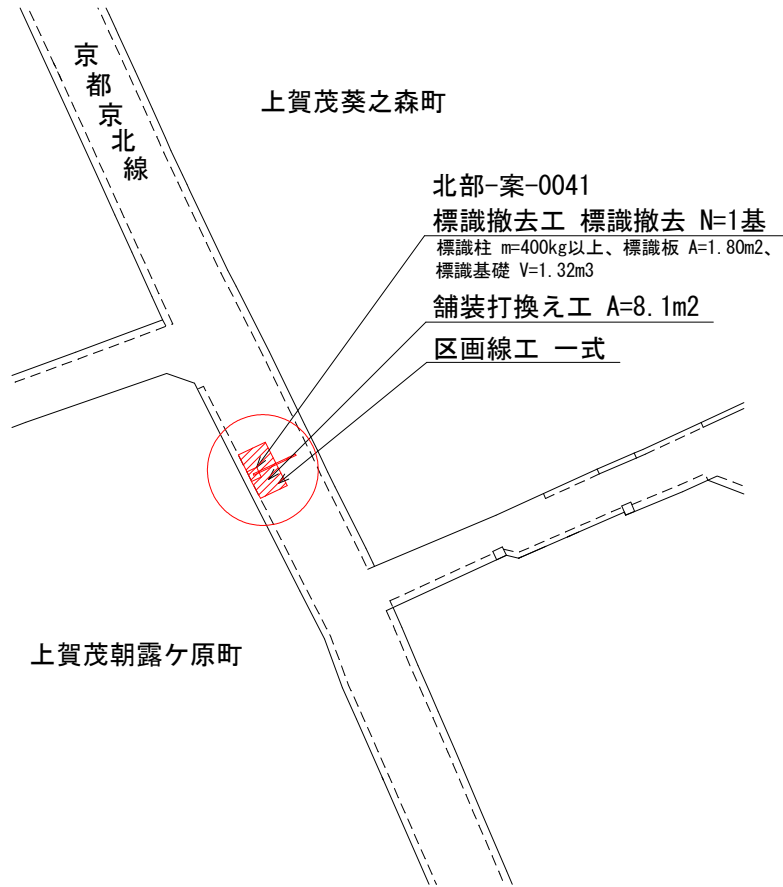 京都京北線
上賀茂葵之森町
北部-案-0041
標識撤去工 標識撤去 N=1基
標識柱 m=400kg以上、標識板 A=1.80m2、
標識基礎 V=1.32m3
舗装打換え工 A=8.1m2
区画線工 一式
上賀茂朝露ケ原町